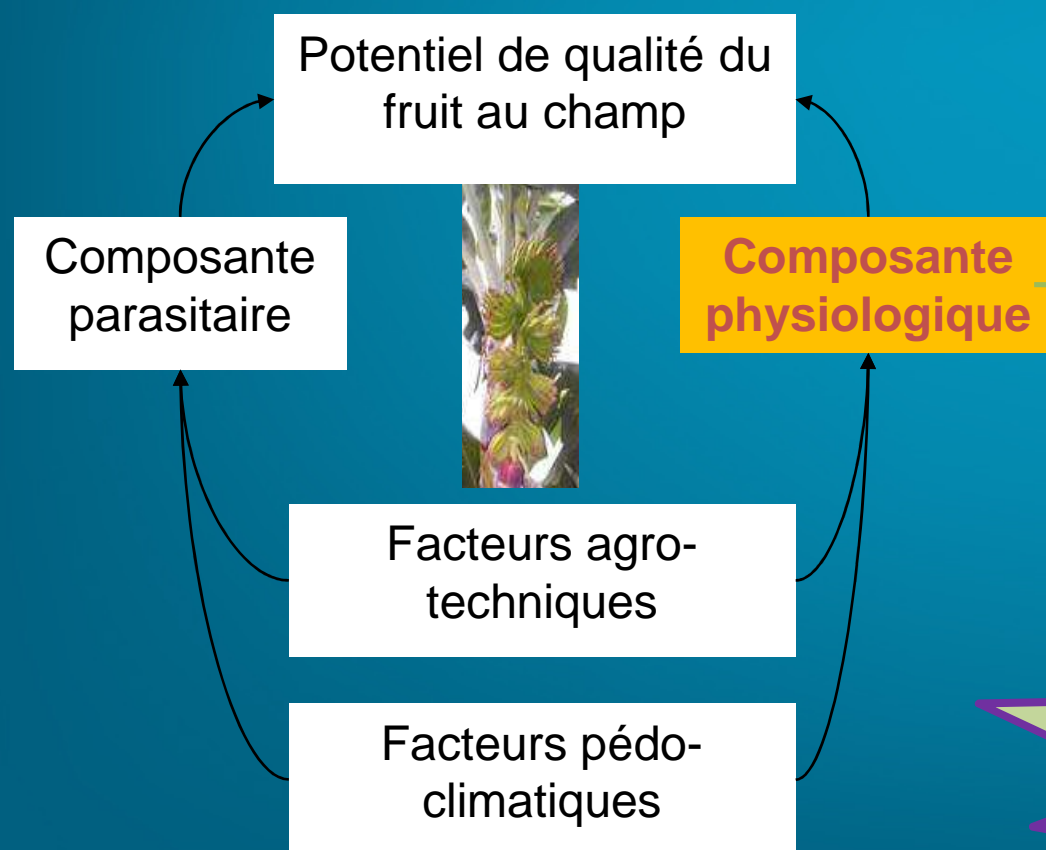 Potentiel de qualité du
fruit au champ
Composante
parasitaire
Composante
physiologique
Facteurs agro-
techniques
Facteurs pédo-
climatiques